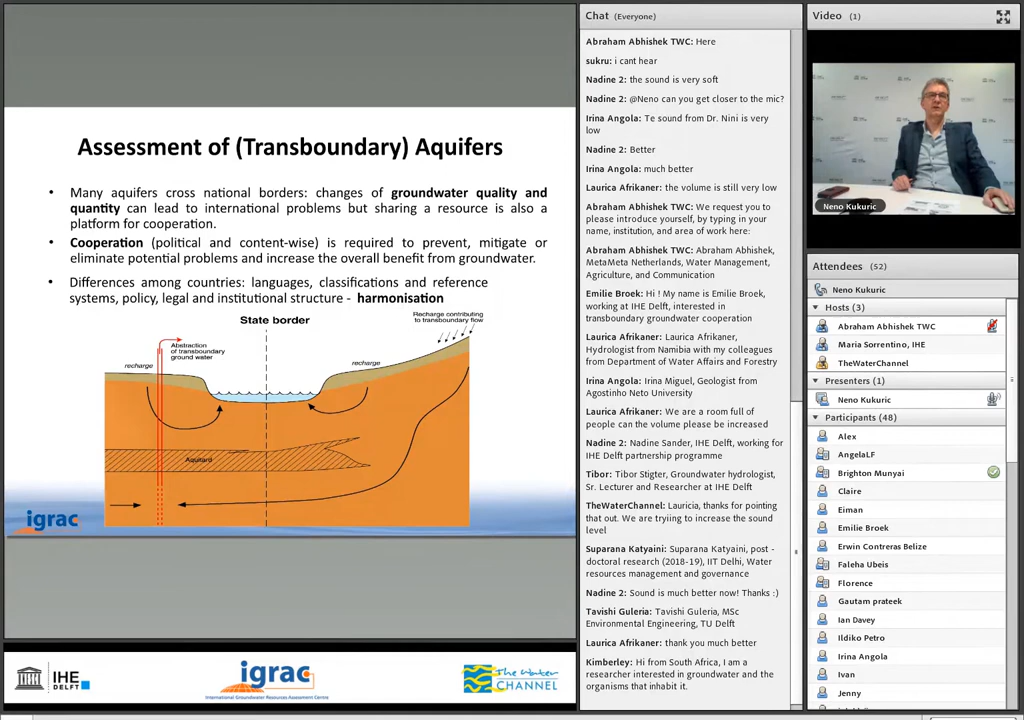 Assessment of (Transboundary) Aquifers
• Many aquifers cross national borders: changes of groundwater quality and
quantity can lead to international problems but sharing a resource is also a
platform for cooperation.
• Cooperation (political and content-wise) is required to prevent, mitigate or
eliminate potential problems and increase the overall benefit from groundwater.
• Differences among countries: languages, classifications and reference
systems, policy, legal and institutional structure - harmonisation
State border
Recharge contributing
to transboundary flow
Abstraction
of transboundary
ground water
recharge
recharge
Aquitard
igrac
IHE
DELFT
igrac
International Groundwater Resources Assessment Centre
The Water
CHANNEL
Chat (Everyone)
Abraham Abhishek TWC: Here
sukru: i cant hear
Nadine 2: the sound is very soft
Nadine 2: @Neno can you get closer to the mic?
Irina Angola: Te sound from Dr. Nini is very
low
Nadine 2: Better
Irina Angola: much better
Laurica Afrikaner: the volume is still very low
Abraham Abhishek TWC: We request you to
please introduce yourself, by typing in your
name, institution, and area of work here:
Abraham Abhishek TWC: Abraham Abhishek,
MetaMeta Netherlands, Water Management,
Agriculture, and Communication
Emilie Broek: Hi ! My name is Emilie Broek,
working at IHE Delft, interested in
transboundary groundwater cooperation
Laurica Afrikaner: Laurica Afrikaner,
Hydrologist from Namibia with my colleagues
from Department of Water Affairs and Forestry
Irina Angola: Irina Miguel, Geologist from
Agostinho Neto University
Laurica Afrikaner: We are a room full of
people can the volume please be increased
Nadine 2: Nadine Sander, IHE Delft, working for
IHE Delft partnership programme
Tibor: Tibor Stigter, Groundwater hydrologist,
Sr. Lecturer and Researcher at IHE Delft
TheWaterChannel: Lauricia, thanks for pointing
that out. We are tryiing to increase the sound
level
Suparana Katyaini: Suparana Katyaini, post -
doctoral research (2018-19), IIT Delhi, Water
resources management and governance
Nadine 2: Sound is much better now! Thanks :)
Tavishi Guleria: Tavishi Guleria, MSc
Environmental Engineering, TU Delft
Laurica Afrikaner: thank you much better
Kimberley: Hi from South Africa, I am a
researcher interested in groundwater and the
organisms that inhabit it.
Video (1)
Neno Kukuric
Attendees (52)
Neno Kukuric
Hosts (3)
Abraham Abhishek TWC
Maria Sorrentino, IHE
TheWaterChannel
Presenters (1)
Neno Kukuric
Participants (48)
Alex
AngelaLF
Brighton Munyai
Claire
Eiman
Emilie Broek
Erwin Contreras Belize
Faleha Ubeis
Florence
Gautam prateek
Ian Davey
Ildiko Petro
Irina Angola
Ivan
Jenny